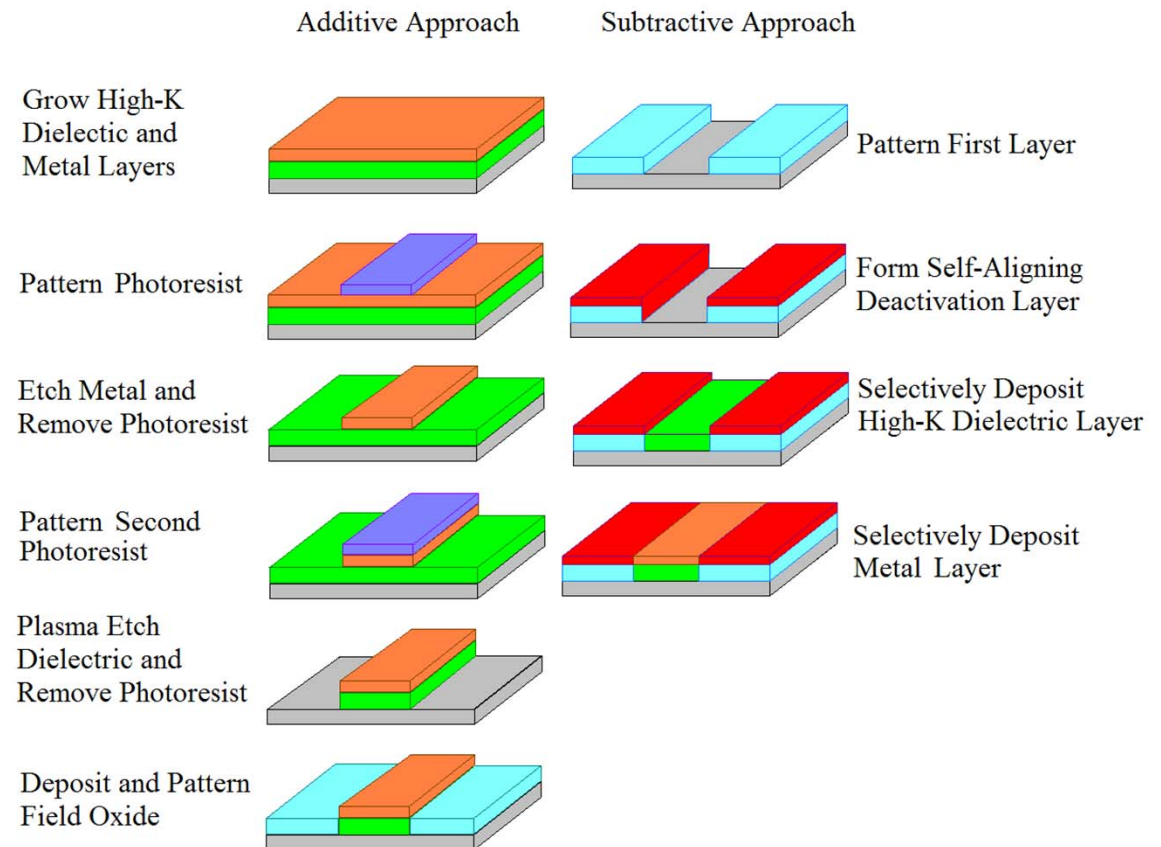 Additive Approach
Subtractive Approach
Grow High-K
Dielectic and
Metal Layers
Pattern First Layer
Pattern Photoresist
Form Self-Aligning
Deactivation Layer
Etch Metal and
Remove Photoresist
Selectively Deposit
High-K Dielectric Layer
Pattern Second
Photoresist
Selectively Deposit
Metal Layer
Plasma Etch
Dielectric and
Remove Photoresist
Deposit and Pattern
Field Oxide